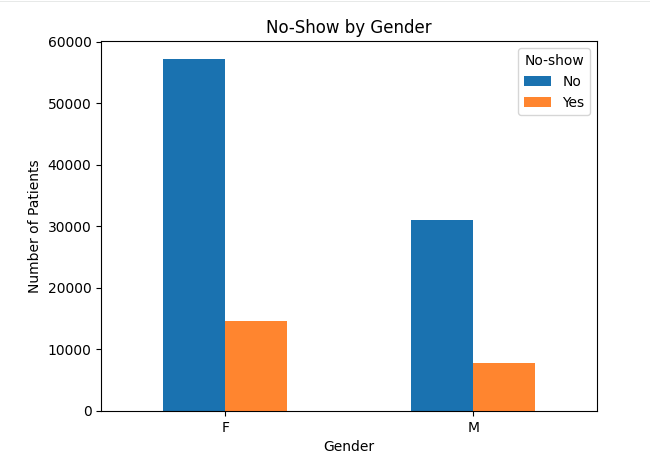 No-Show by Gender
No-show
No
Yes
Number of Patients
60000
50000
40000
30000
20000
10000
0
F
M
Gender